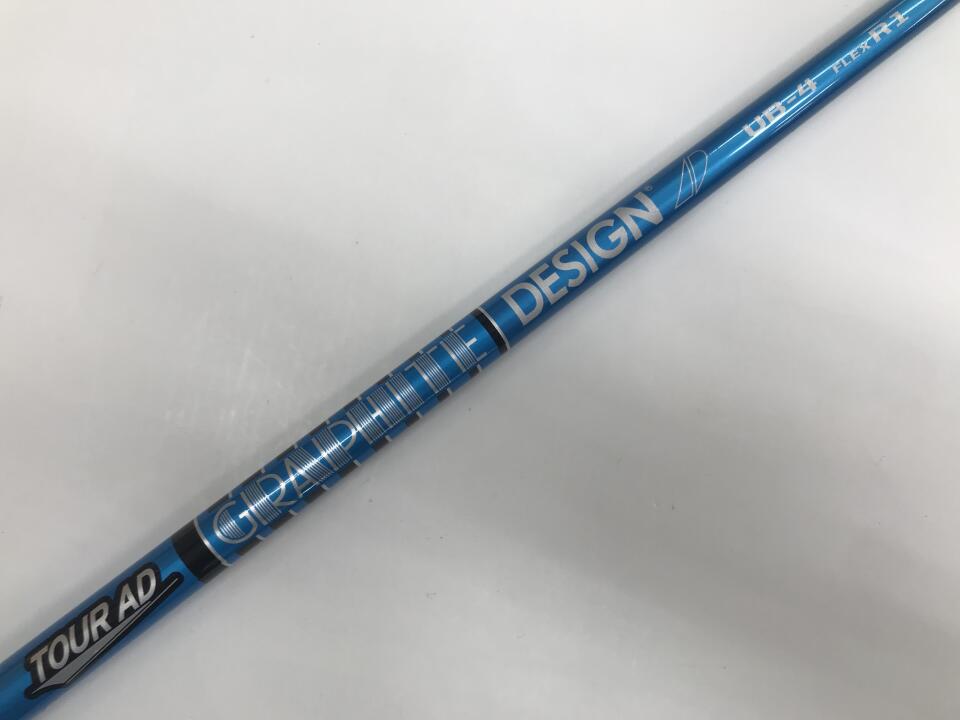 TOUR AD
GRAPHITE
DESIGN®
UB-4 FLEX R1